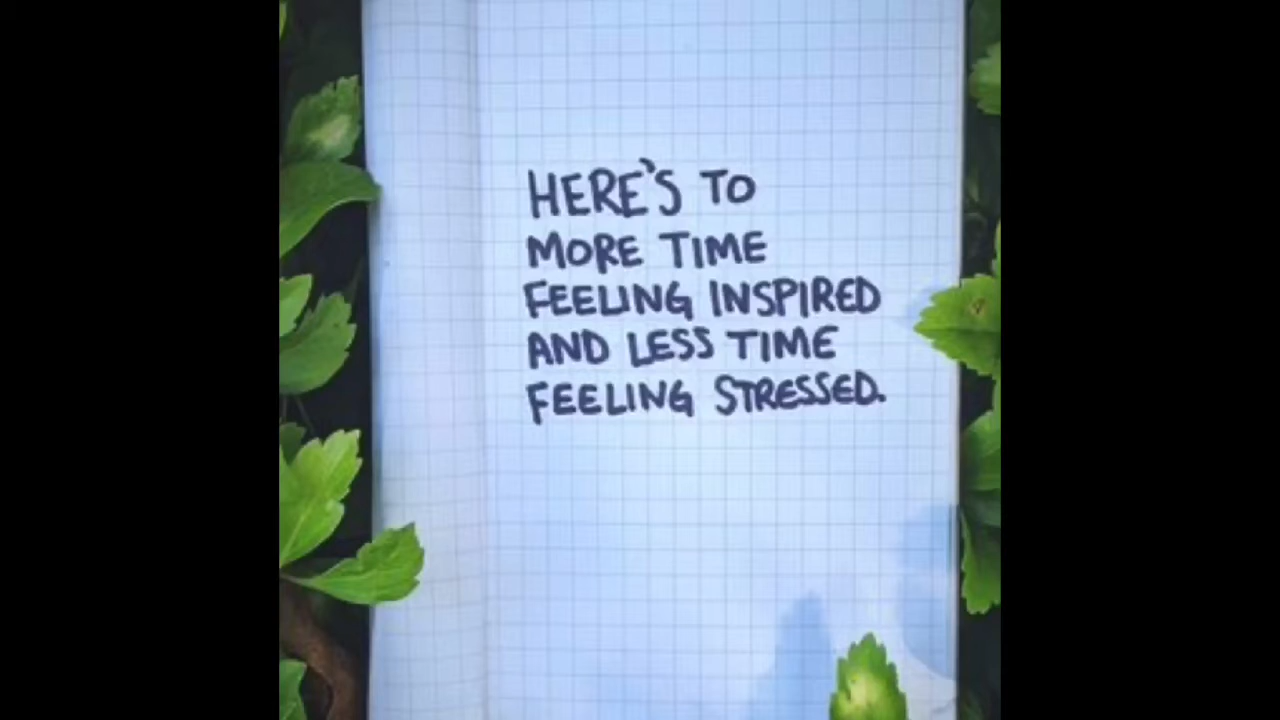 HERE'S TO
MORE TIME
FEELING INSPIRED
AND LESS TIME
FEELING STRESSED.